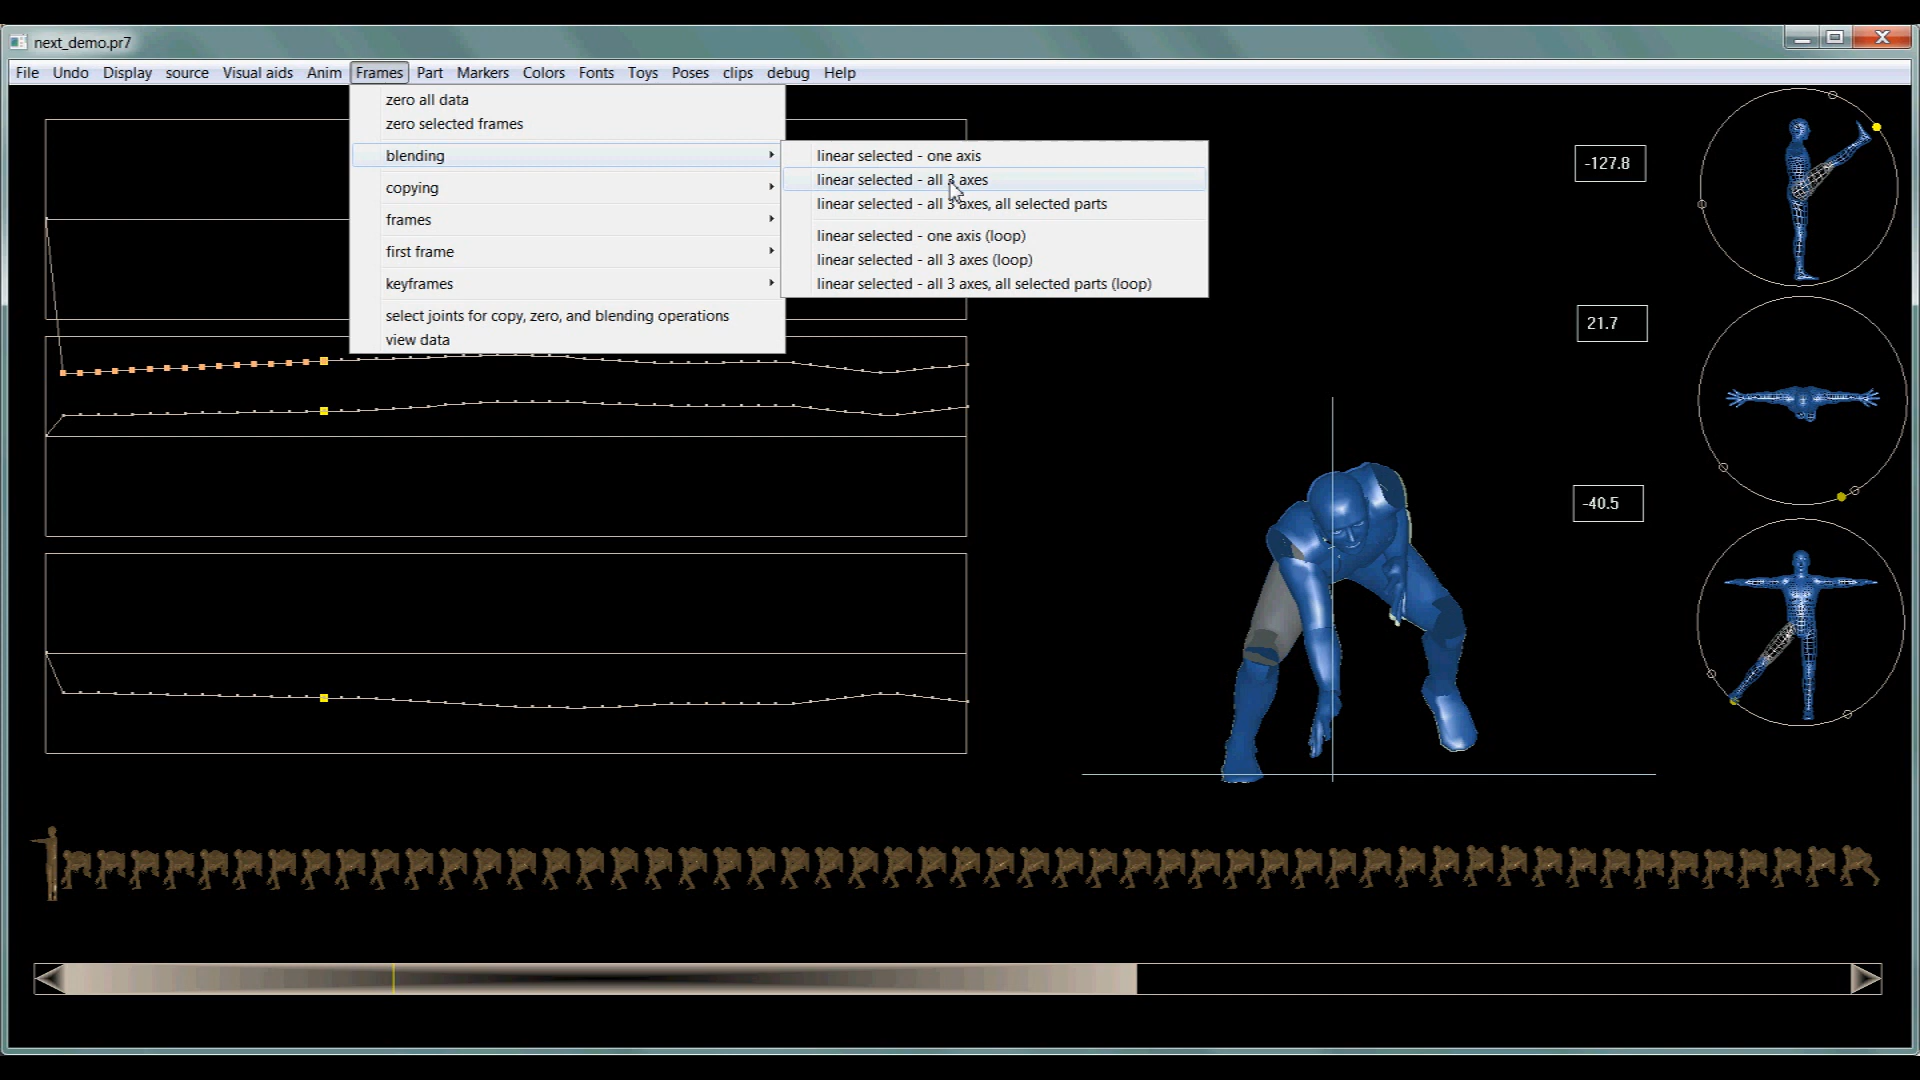 next_demo.pr7
File Undo Display source Visual aids Anim Frames Part Markers Colors Fonts Toys Poses clips debug Help
zero all data
zero selected frames
blending
copying
frames
first frame
keyframes
select joints for copy, zero, and blending operations
view data
linear selected - one axis
linear selected - all 3 axes
linear selected - all 3 axes, all selected parts
linear selected - one axis (loop)
linear selected - all 3 axes (loop)
linear selected - all 3 axes, all selected parts (loop)
-127.8
21.7
-40.5